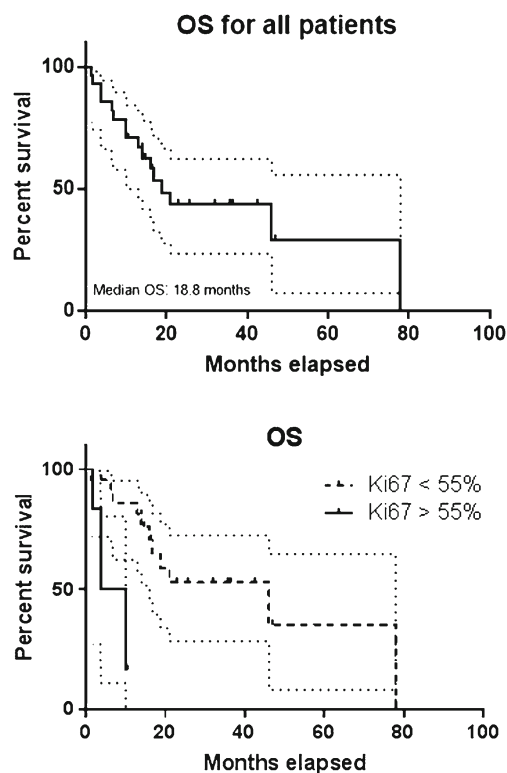 OS for all patients
100
50
0
Percent survival
Median OS: 18.8 months
0 20 40 60 80 100
Months elapsed
OS
Ki67 < 55%
Ki67 > 55%
100
50
0
Percent survival
0 20 40 60 80 100
Months elapsed